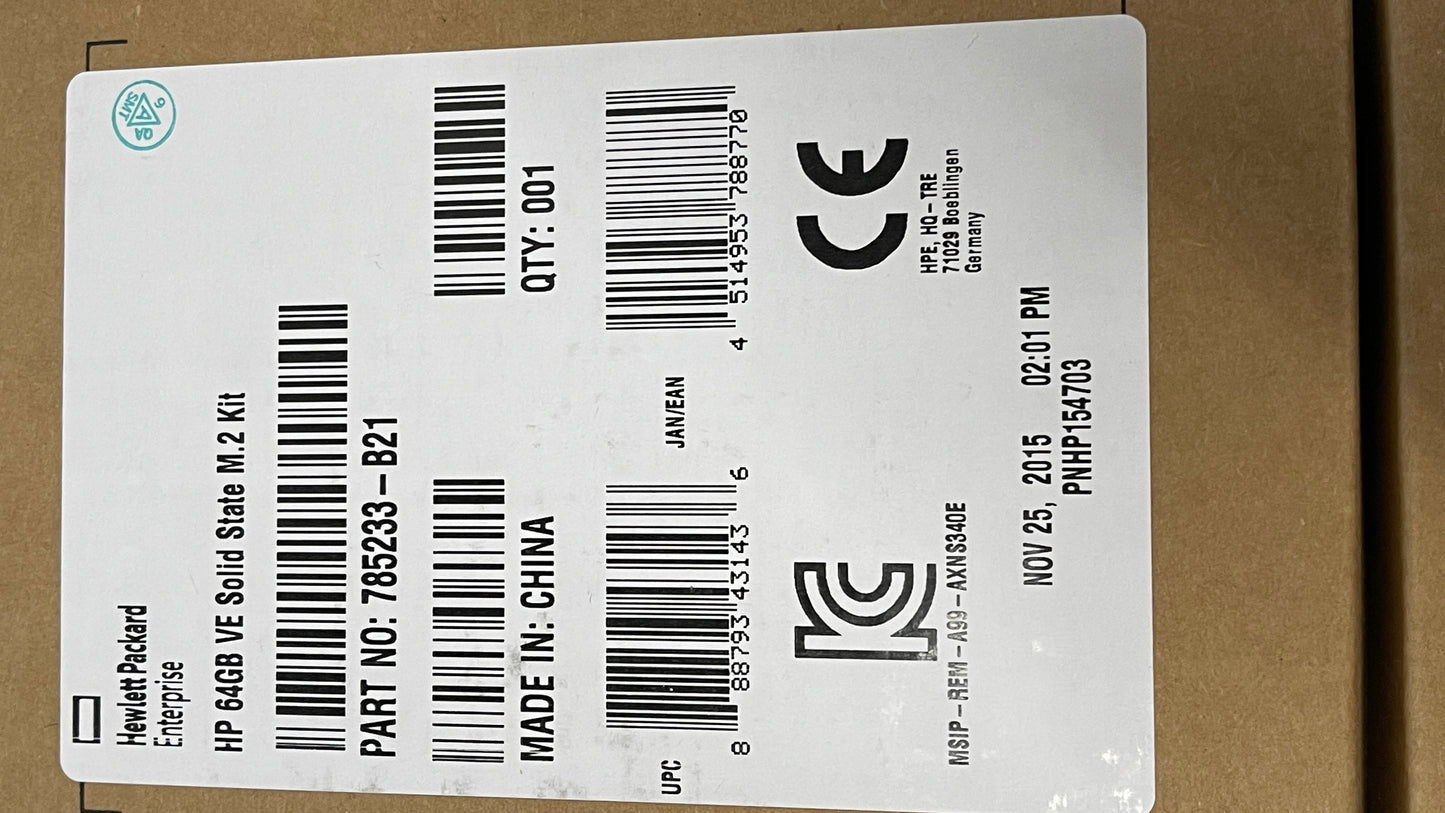 Hewlett Packard
Enterprise
SMT
A
9
QA
HP 64GB VE Solid State M.2 Kit
PART NO: 785233-B21
MADE IN: CHINA
QTY: 001
UPC
8 88793 43143 6
JAN/EAN
4 514953 788770
MSIP-REM-A99-AXNS340E
CE
HPE, HQ-TRE
71029 Boeblingen
Germany
NOV 25, 2015 02:01 PM
PNHP154703